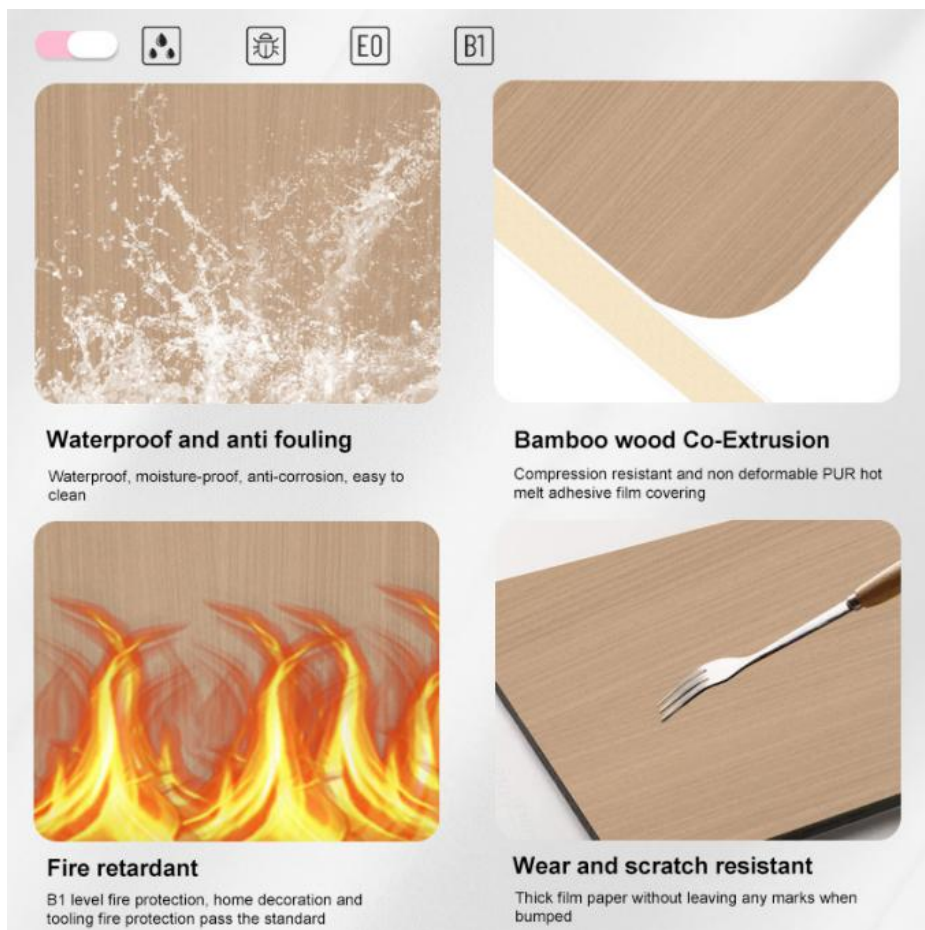 E0
B1
Waterproof and anti fouling
Waterproof, moisture-proof, anti-corrosion, easy to
clean
Bamboo wood Co-Extrusion
Compression resistant and non deformable PUR hot
melt adhesive film covering
Fire retardant
B1 level fire protection, home decoration and
tooling fire protection pass the standard
Wear and scratch resistant
Thick film paper without leaving any marks when
bumped